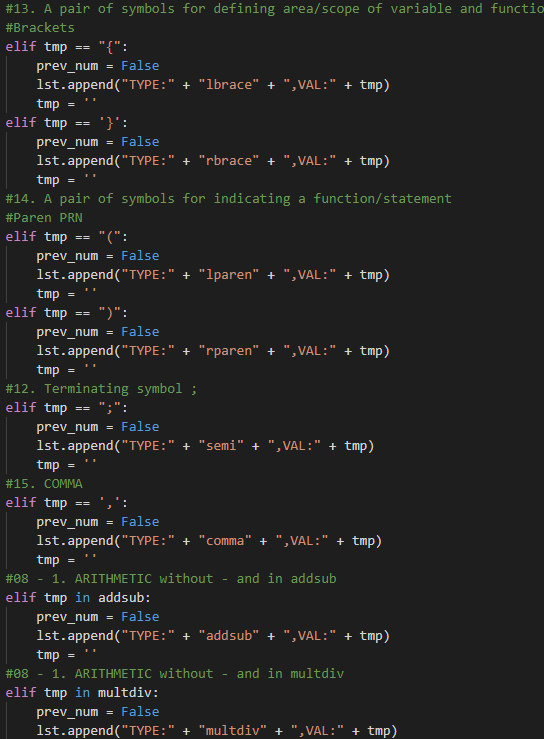 #13. A pair of symbols for defining area/scope of variable and functio
#Brackets
elif tmp == "{":
    prev_num = False
    lst.append("TYPE:" + "lbrace" + ",VAL:" + tmp)
    tmp = ''
elif tmp == '}':
    prev_num = False
    lst.append("TYPE:" + "rbrace" + ",VAL:" + tmp)
    tmp = ''
#14. A pair of symbols for indicating a function/statement
#Paren PRN
elif tmp == "(":
    prev_num = False
    lst.append("TYPE:" + "lparen" + ",VAL:" + tmp)
    tmp = ''
elif tmp == ")":
    prev_num = False
    lst.append("TYPE:" + "rparen" + ",VAL:" + tmp)
    tmp = ''
#12. Terminating symbol ;
elif tmp == ";":
    prev_num = False
    lst.append("TYPE:" + "semi" + ",VAL:" + tmp)
    tmp = ''
#15. COMMA
elif tmp == ',':
    prev_num = False
    lst.append("TYPE:" + "comma" + ",VAL:" + tmp)
    tmp = ''
#08 - 1. ARITHMETIC without - and in addsub
elif tmp in addsub:
    prev_num = False
    lst.append("TYPE:" + "addsub" + ",VAL:" + tmp)
    tmp = ''
#08 - 1. ARITHMETIC without - and in multdiv
elif tmp in multdiv:
    prev_num = False
    lst.append("TYPE:" + "multdiv" + ",VAL:" + tmp)